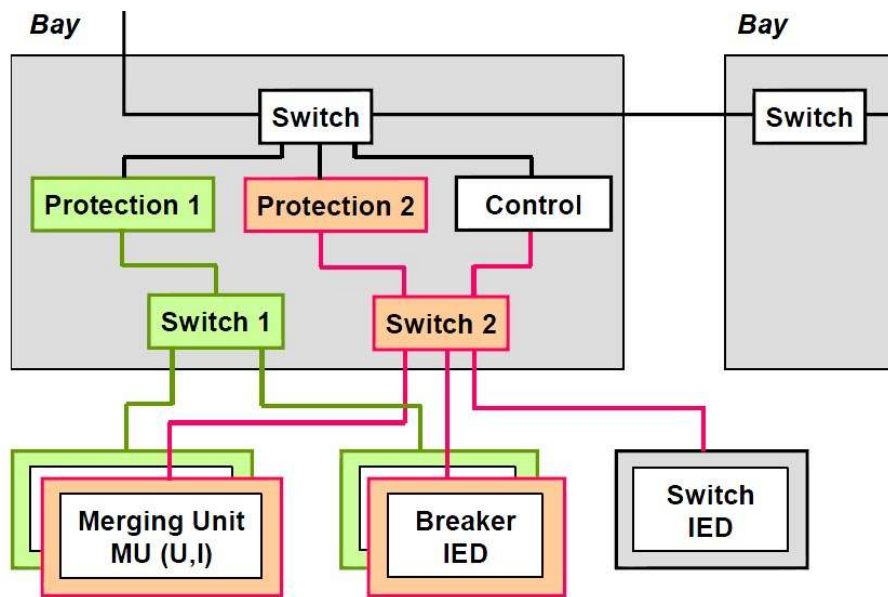 Bay
Bay
Switch
Switch
Protection 1
Protection 2
Control
Switch 1
Switch 2
Merging Unit
MU (U,I)
Breaker
IED
Switch
IED